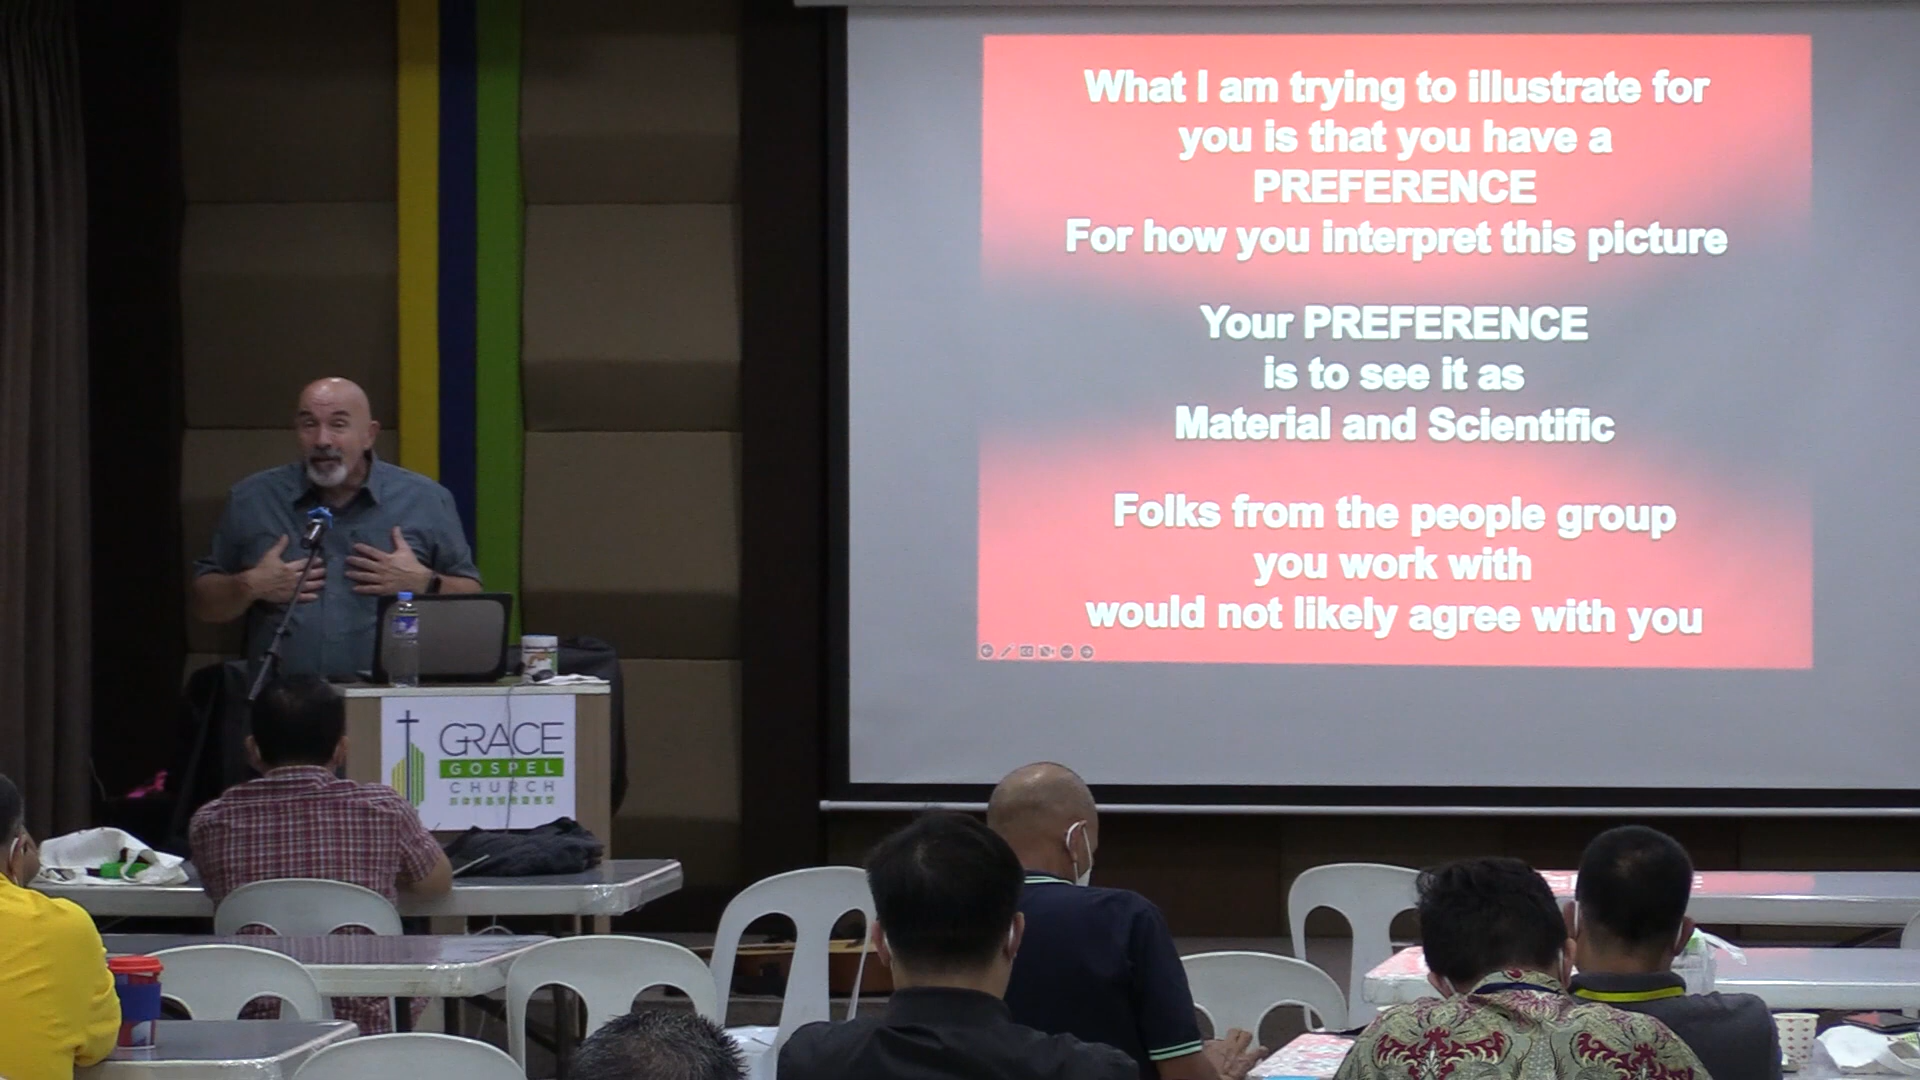 What I am trying to illustrate for
you is that you have a
PREFERENCE
For how you interpret this picture
Your PREFERENCE
is to see it as
Material and Scientific
Folks from the people group
you work with
would not likely agree with you
GRACE
GOSPEL
CHURCH